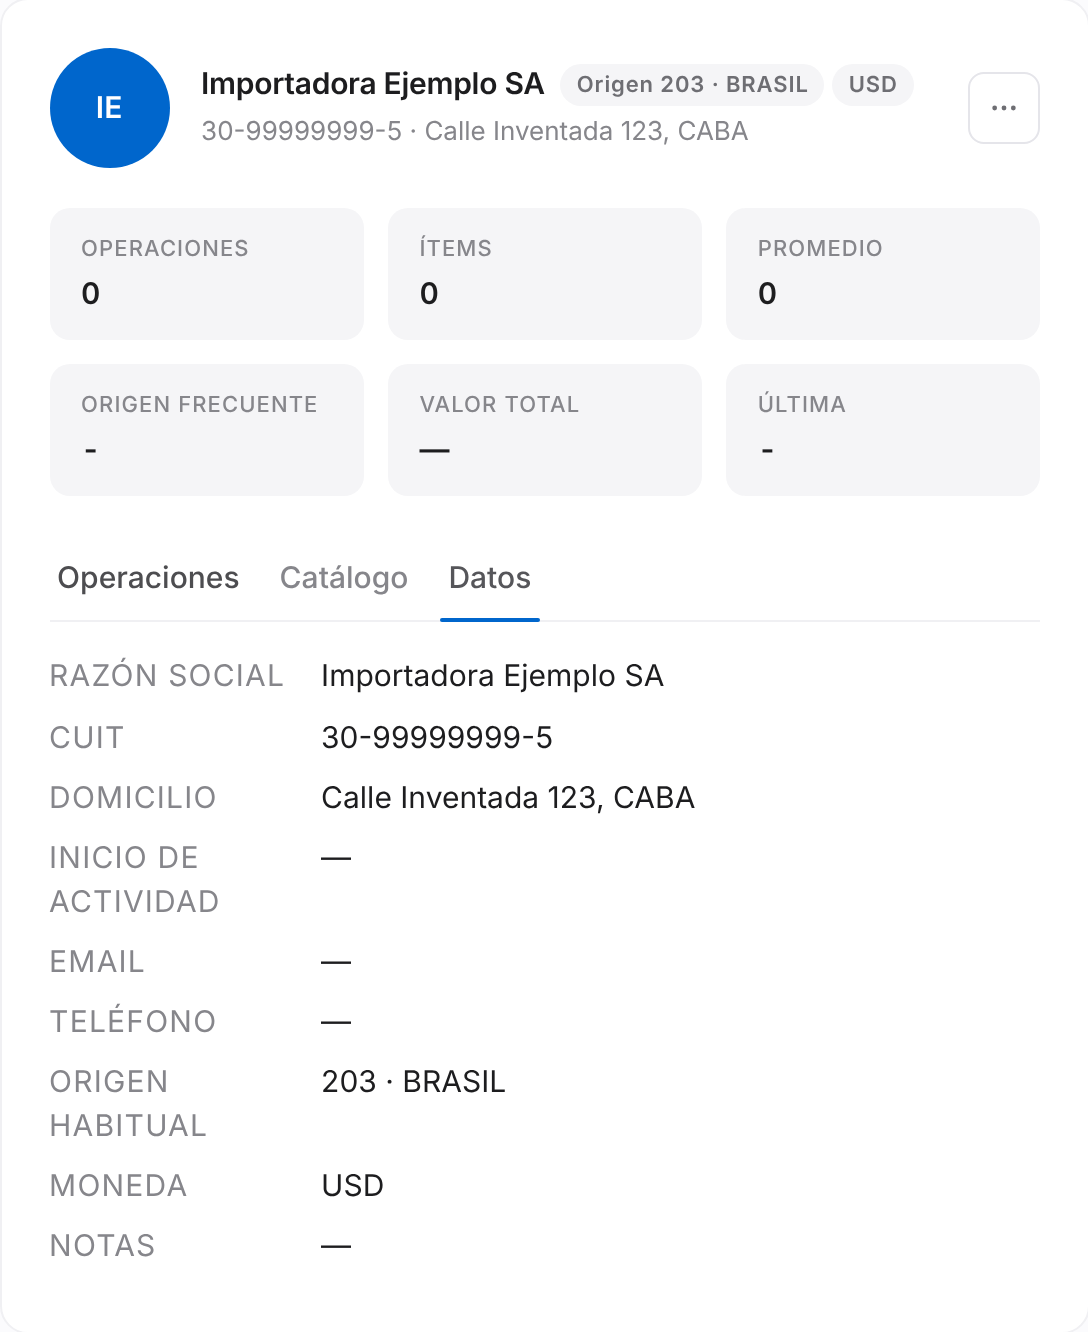 IE
Importadora Ejemplo SA Origen 203 · BRASIL USD
30-99999999-5 · Calle Inventada 123, CABA
OPERACIONES ÍTEMS PROMEDIO
0 0 0
ORIGEN FRECUENTE VALOR TOTAL ÚLTIMA
- — -
Operaciones Catálogo Datos
RAZÓN SOCIAL Importadora Ejemplo SA
CUIT 30-99999999-5
DOMICILIO Calle Inventada 123, CABA
INICIO DE —
ACTIVIDAD
EMAIL —
TELÉFONO —
ORIGEN 203 · BRASIL
HABITUAL
MONEDA USD
NOTAS —